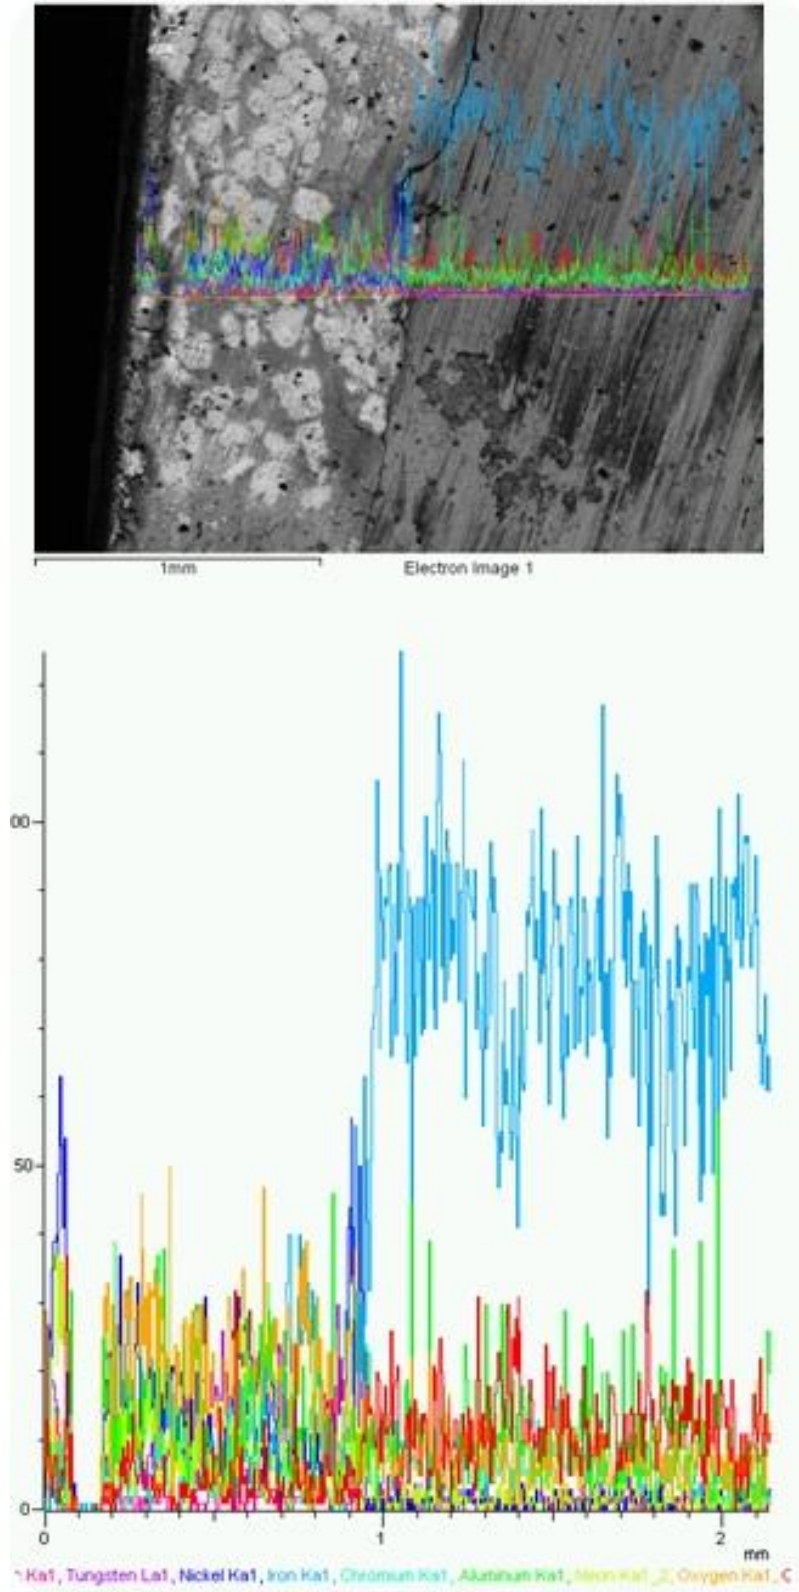 1mm Electron Image 1
00
50
0
0 1 2
mm
Ka1, Tungsten La1, Nickel Ka1, Iron Ka1, Chromium Ka1, Aluminum Ka1, Neon Ka1_2, Oxygen Ka1, C